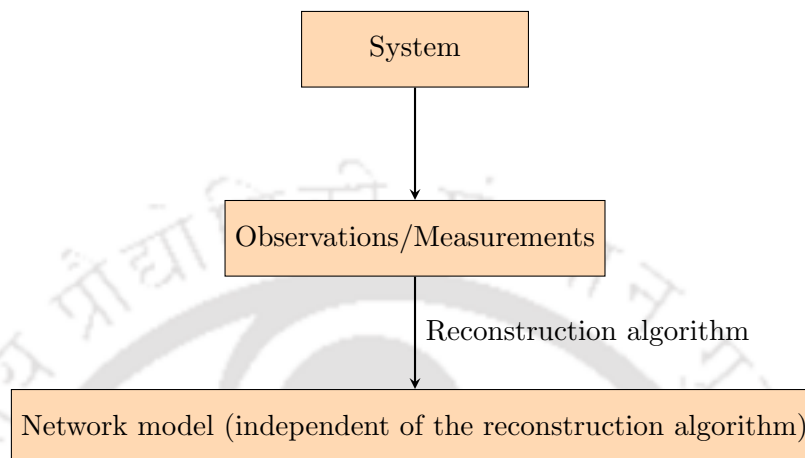 System
Observations/Measurements
Reconstruction algorithm
Network model (independent of the reconstruction algorithm)